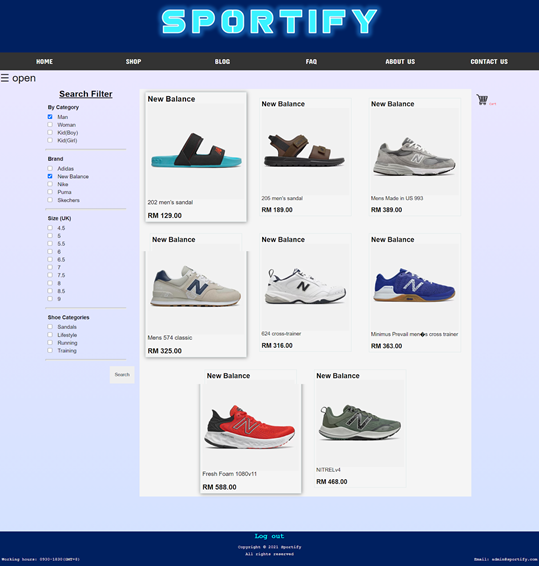 SPORTIFY
HOME SHOP BLOG FAQ ABOUT US CONTACT US
☰ open
Search Filter
By Category
Man
Woman
Kid(Boy)
Kid(Girl)
Brand
Adidas
New Balance
Nike
Puma
Skechers
Size (UK)
4.5
5
5.5
6
6.5
7
7.5
8
8.5
9
Shoe Categories
Sandals
Lifestyle
Running
Training
Search
New Balance
202 men's sandal
RM 129.00
New Balance
205 men's sandal
RM 189.00
New Balance
Mens Made in US 993
RM 389.00
New Balance
Mens 574 classic
RM 325.00
New Balance
624 cross-trainer
RM 316.00
New Balance
Minimus Prevail men�s cross trainer
RM 363.00
New Balance
Fresh Foam 1080v11
RM 588.00
New Balance
NITRELv4
RM 468.00
Log out
Copyright © 2021 Sportify
All rights reserved
Working hours: 0930-1830(GMT+8)
Email: admin@sportify.com